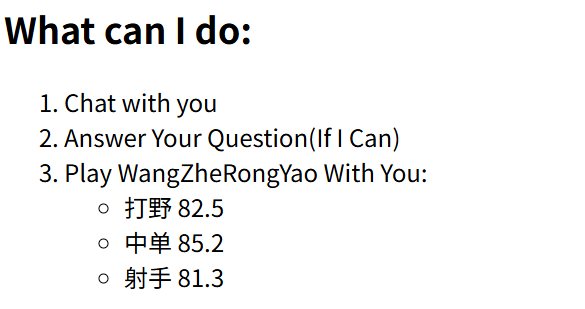 What can I do:
1. Chat with you
2. Answer Your Question(If I Can)
3. Play WangZheRongYao With You:
○ 打野 82.5
○ 中单 85.2
○ 射手 81.3